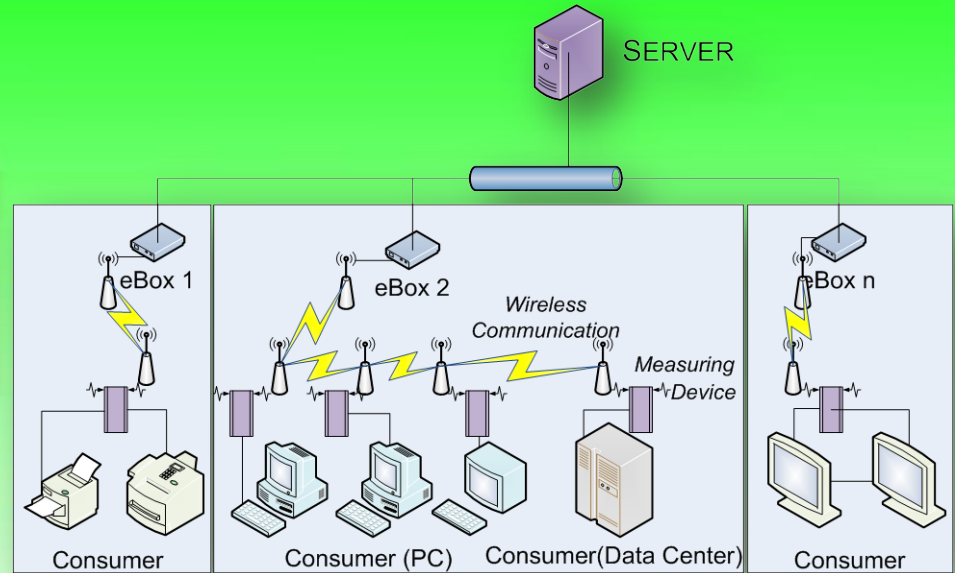 SERVER
eBox 1
eBox 2
eBox n
Wireless
Communication
Measuring
Device
Consumer
Consumer (PC)
Consumer(Data Center)
Consumer